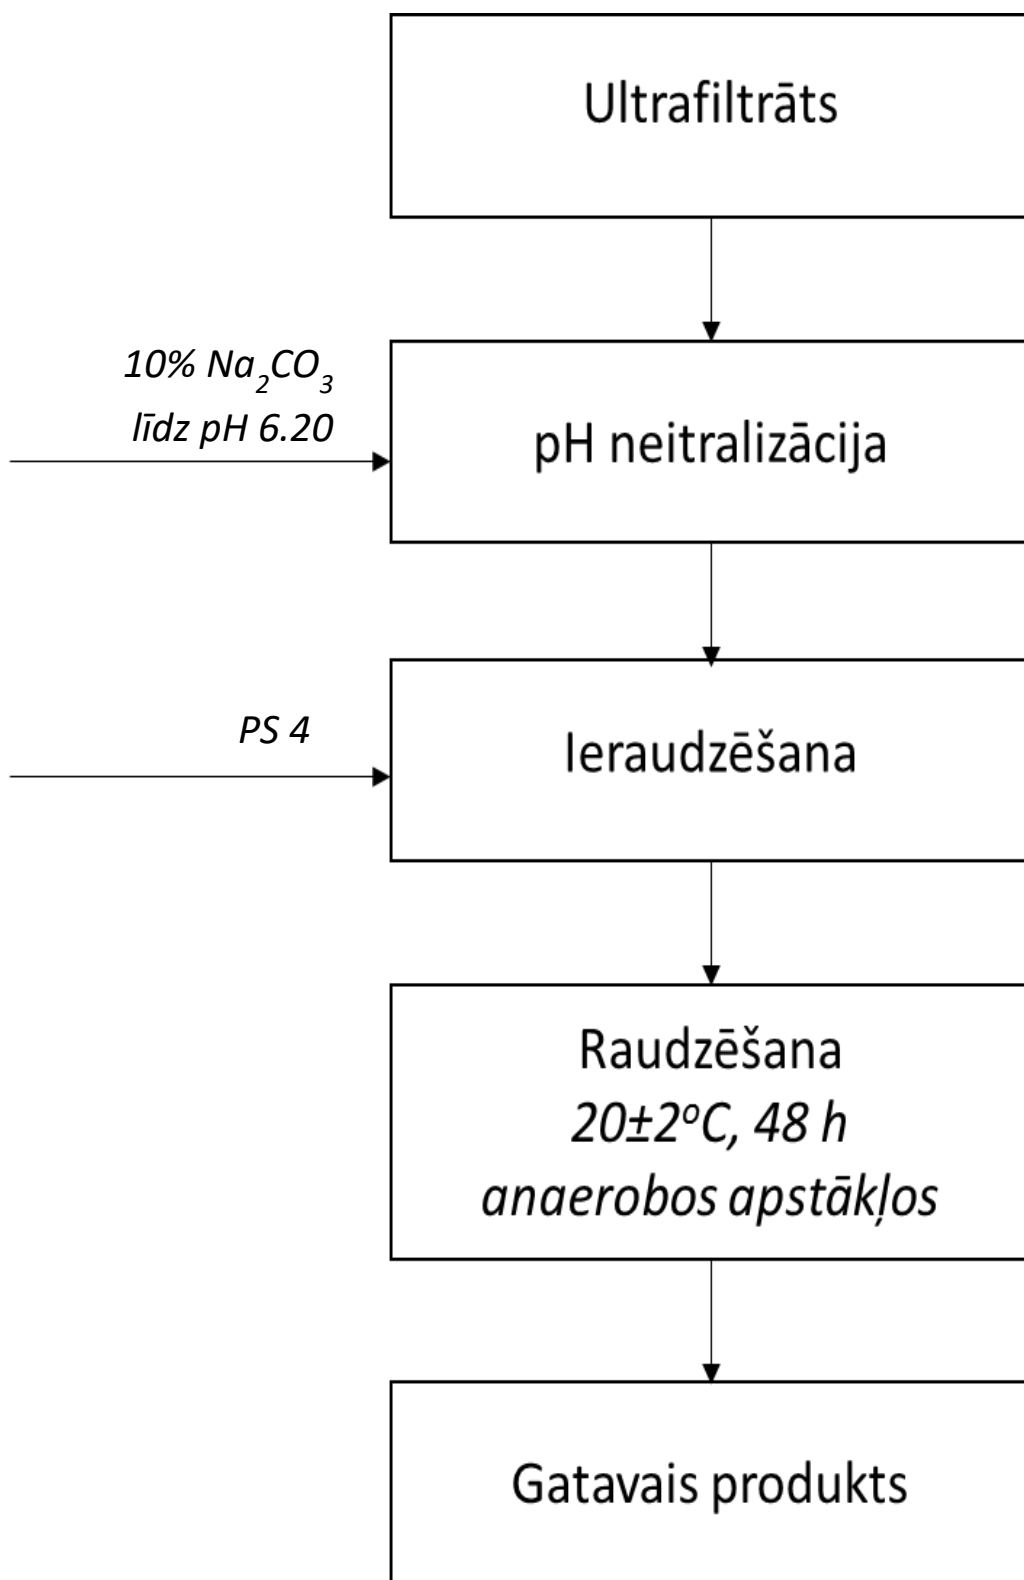 Ultrafiltrāts
10% Na₂CO₃
līdz pH 6.20
pH neitralizācija
PS 4
Ieraudzēšana
Raudzēšana
20±2°C, 48 h
anaerobos apstākļos
Gatavais produkts